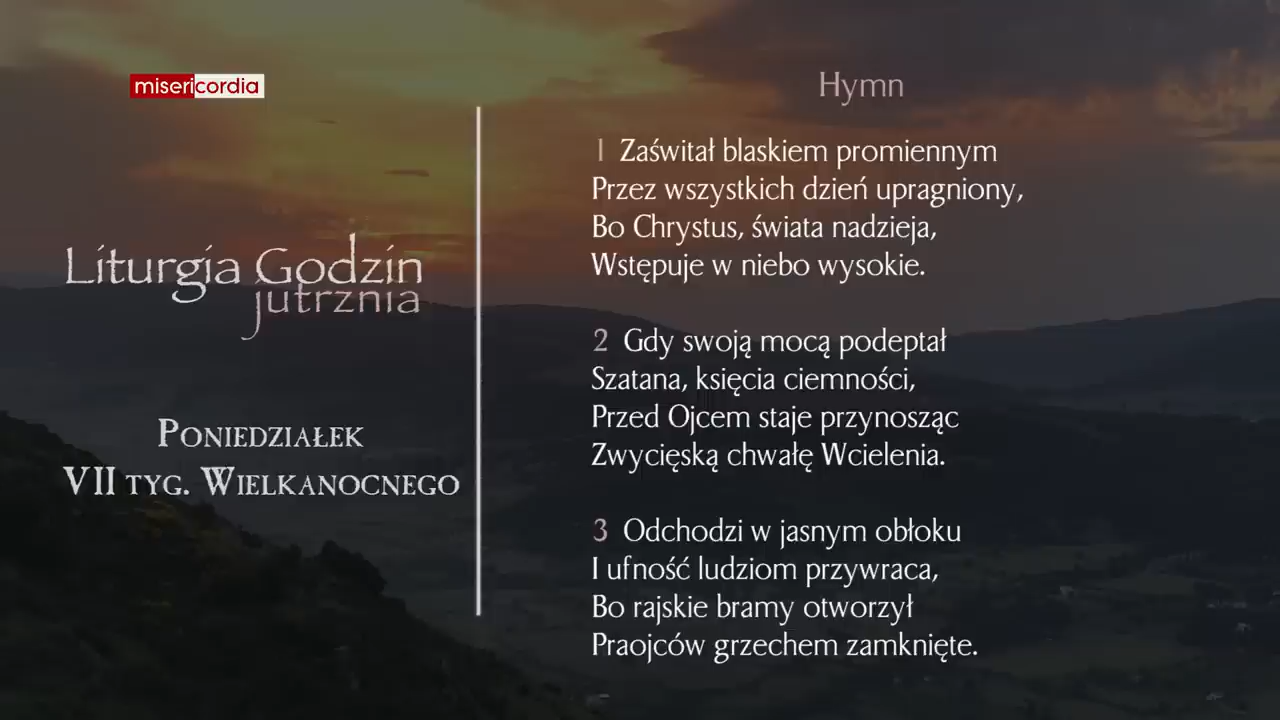 misericordia
Liturgia Godzin
jutrznia
Poniedziałek
VII tyg. Wielkanocnego
Hymn
1 Zaświtał blaskiem promiennym
Przez wszystkich dzień upragniony,
Bo Chrystus, świata nadzieja,
Wstępuje w niebo wysokie.
2 Gdy swoją mocą podeptał
Szatana, księcia ciemności,
Przed Ojcem staje przynosząc
Zwycięską chwałę Wcielenia.
3 Odchodzi w jasnym obłoku
I ufność ludziom przywraca,
Bo rajskie bramy otworzył
Praojców grzechem zamknięte.